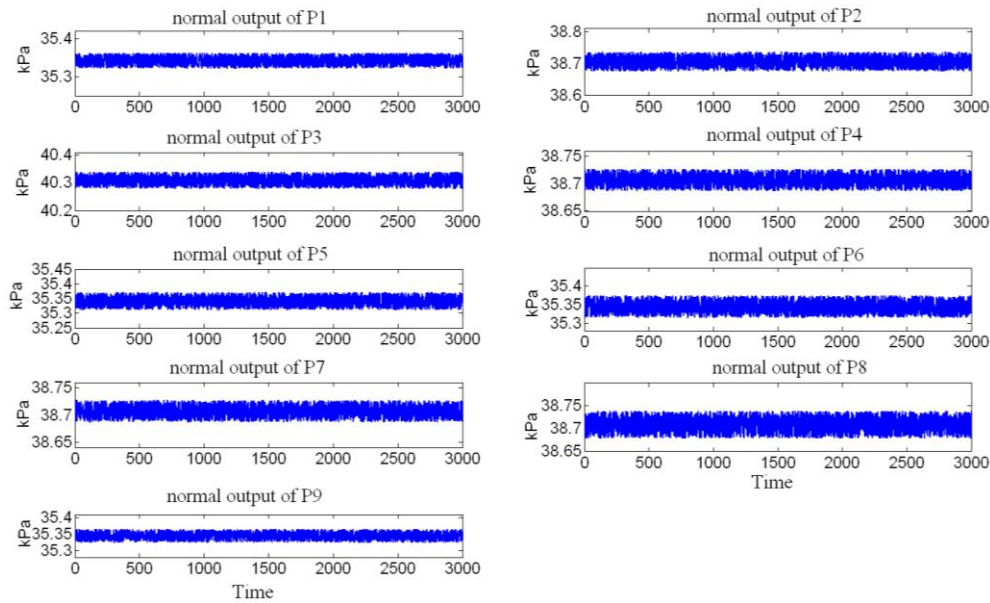 normal output of P1
35.4
35.3
kPa
0 500 1000 1500 2000 2500 3000
normal output of P2
38.8
38.7
38.6
kPa
0 500 1000 1500 2000 2500 3000
normal output of P3
40.4
40.3
40.2
kPa
0 500 1000 1500 2000 2500 3000
normal output of P4
38.75
38.7
38.65
kPa
0 500 1000 1500 2000 2500 3000
normal output of P5
35.45
35.4
35.35
35.3
35.25
kPa
0 500 1000 1500 2000 2500 3000
normal output of P6
35.4
35.35
35.3
kPa
0 500 1000 1500 2000 2500 3000
normal output of P7
38.75
38.7
38.65
kPa
0 500 1000 1500 2000 2500 3000
normal output of P8
38.75
38.7
38.65
kPa
0 500 1000 1500 2000 2500 3000
Time
normal output of P9
35.4
35.35
35.3
kPa
0 500 1000 1500 2000 2500 3000
Time